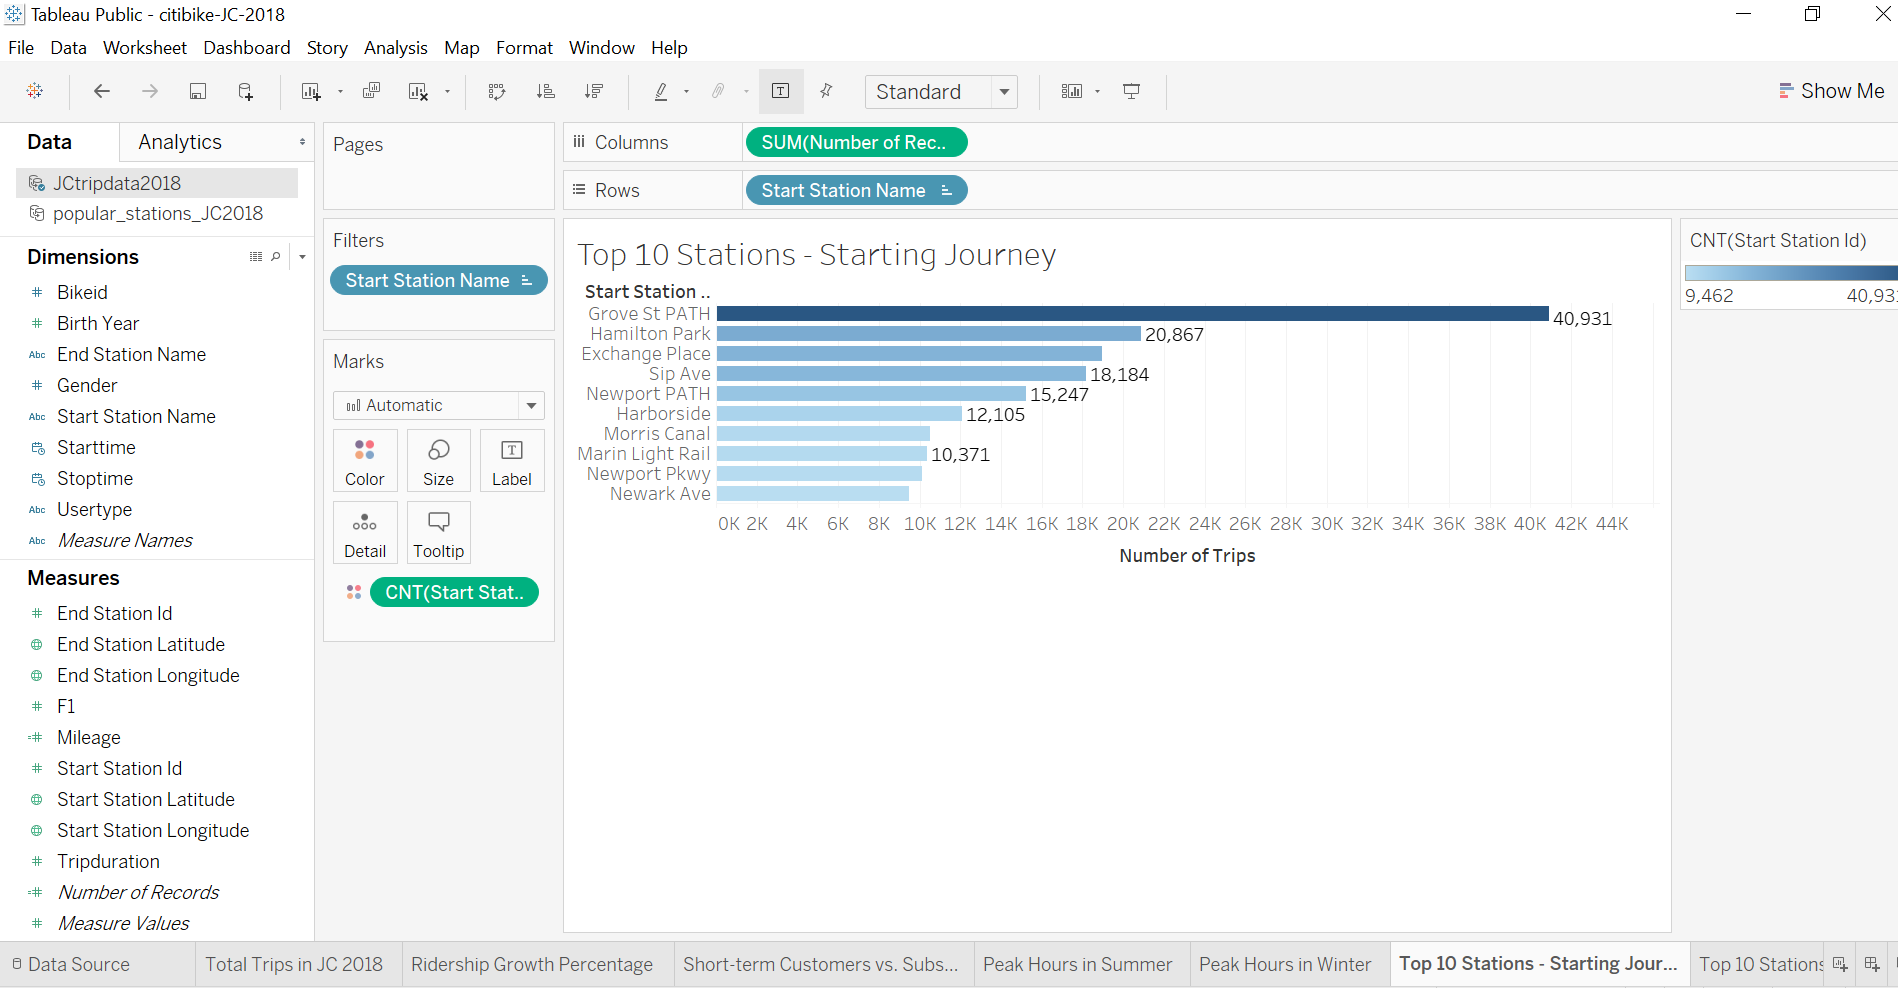 Tableau Public - citibike-JC-2018
File Data Worksheet Dashboard Story Analysis Map Format Window Help
Standard
Show Me
Data Analytics
JCtripdata2018
popular_stations_JC2018
Dimensions
# Bikeid
# Birth Year
Abc End Station Name
# Gender
Abc Start Station Name
Starttime
Stoptime
Abc Usertype
Abc Measure Names
Measures
# End Station Id
End Station Latitude
End Station Longitude
# F1
=# Mileage
# Start Station Id
Start Station Latitude
Start Station Longitude
# Tripduration
=# Number of Records
# Measure Values
Pages
Filters
Start Station Name
Marks
Automatic
Color Size T Label
Detail Tooltip
CNT(Start Stat..
Columns SUM(Number of Rec..
Rows Start Station Name
Top 10 Stations - Starting Journey
Start Station ..
Grove St PATH 40,931
Hamilton Park 20,867
Exchange Place
Sip Ave 18,184
Newport PATH 15,247
Harborside 12,105
Morris Canal
Marin Light Rail 10,371
Newport Pkwy
Newark Ave
0K 2K 4K 6K 8K 10K 12K 14K 16K 18K 20K 22K 24K 26K 28K 30K 32K 34K 36K 38K 40K 42K 44K
Number of Trips
CNT(Start Station Id)
9,462 40,931
Data Source Total Trips in JC 2018 Ridership Growth Percentage Short-term Customers vs. Subs... Peak Hours in Summer Peak Hours in Winter Top 10 Stations - Starting Jour... Top 10 Stations